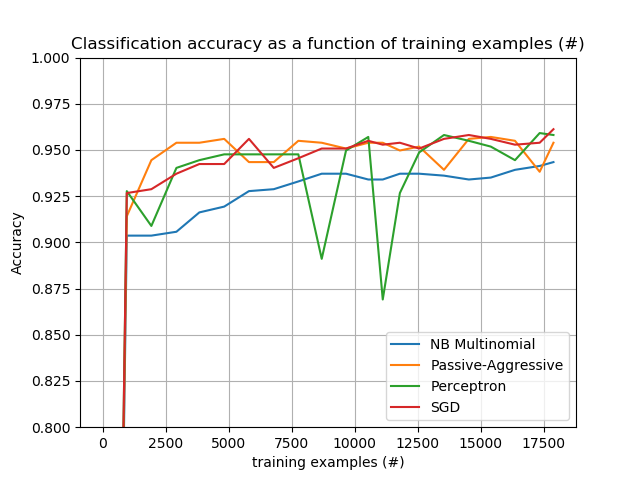 Classification accuracy as a function of training examples (#)
1.000
0.975
0.950
0.925
0.900
0.875
0.850
0.825
0.800
Accuracy
NB Multinomial
Passive-Aggressive
Perceptron
SGD
0 2500 5000 7500 10000 12500 15000 17500
training examples (#)